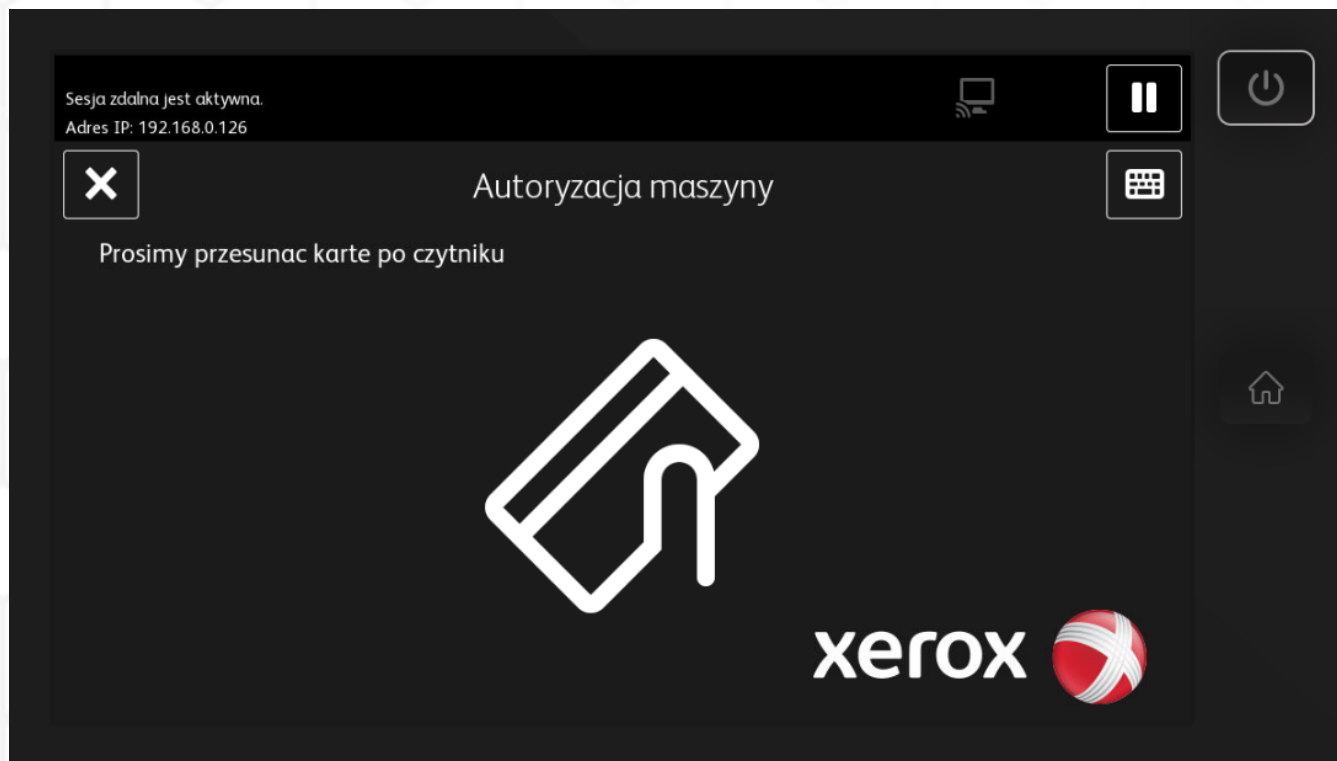 Sesja zdalna jest aktywna.
Adres IP: 192.168.0.126
Autoryzacja maszyny
Prosimy przesunac karte po czytniku
xerox